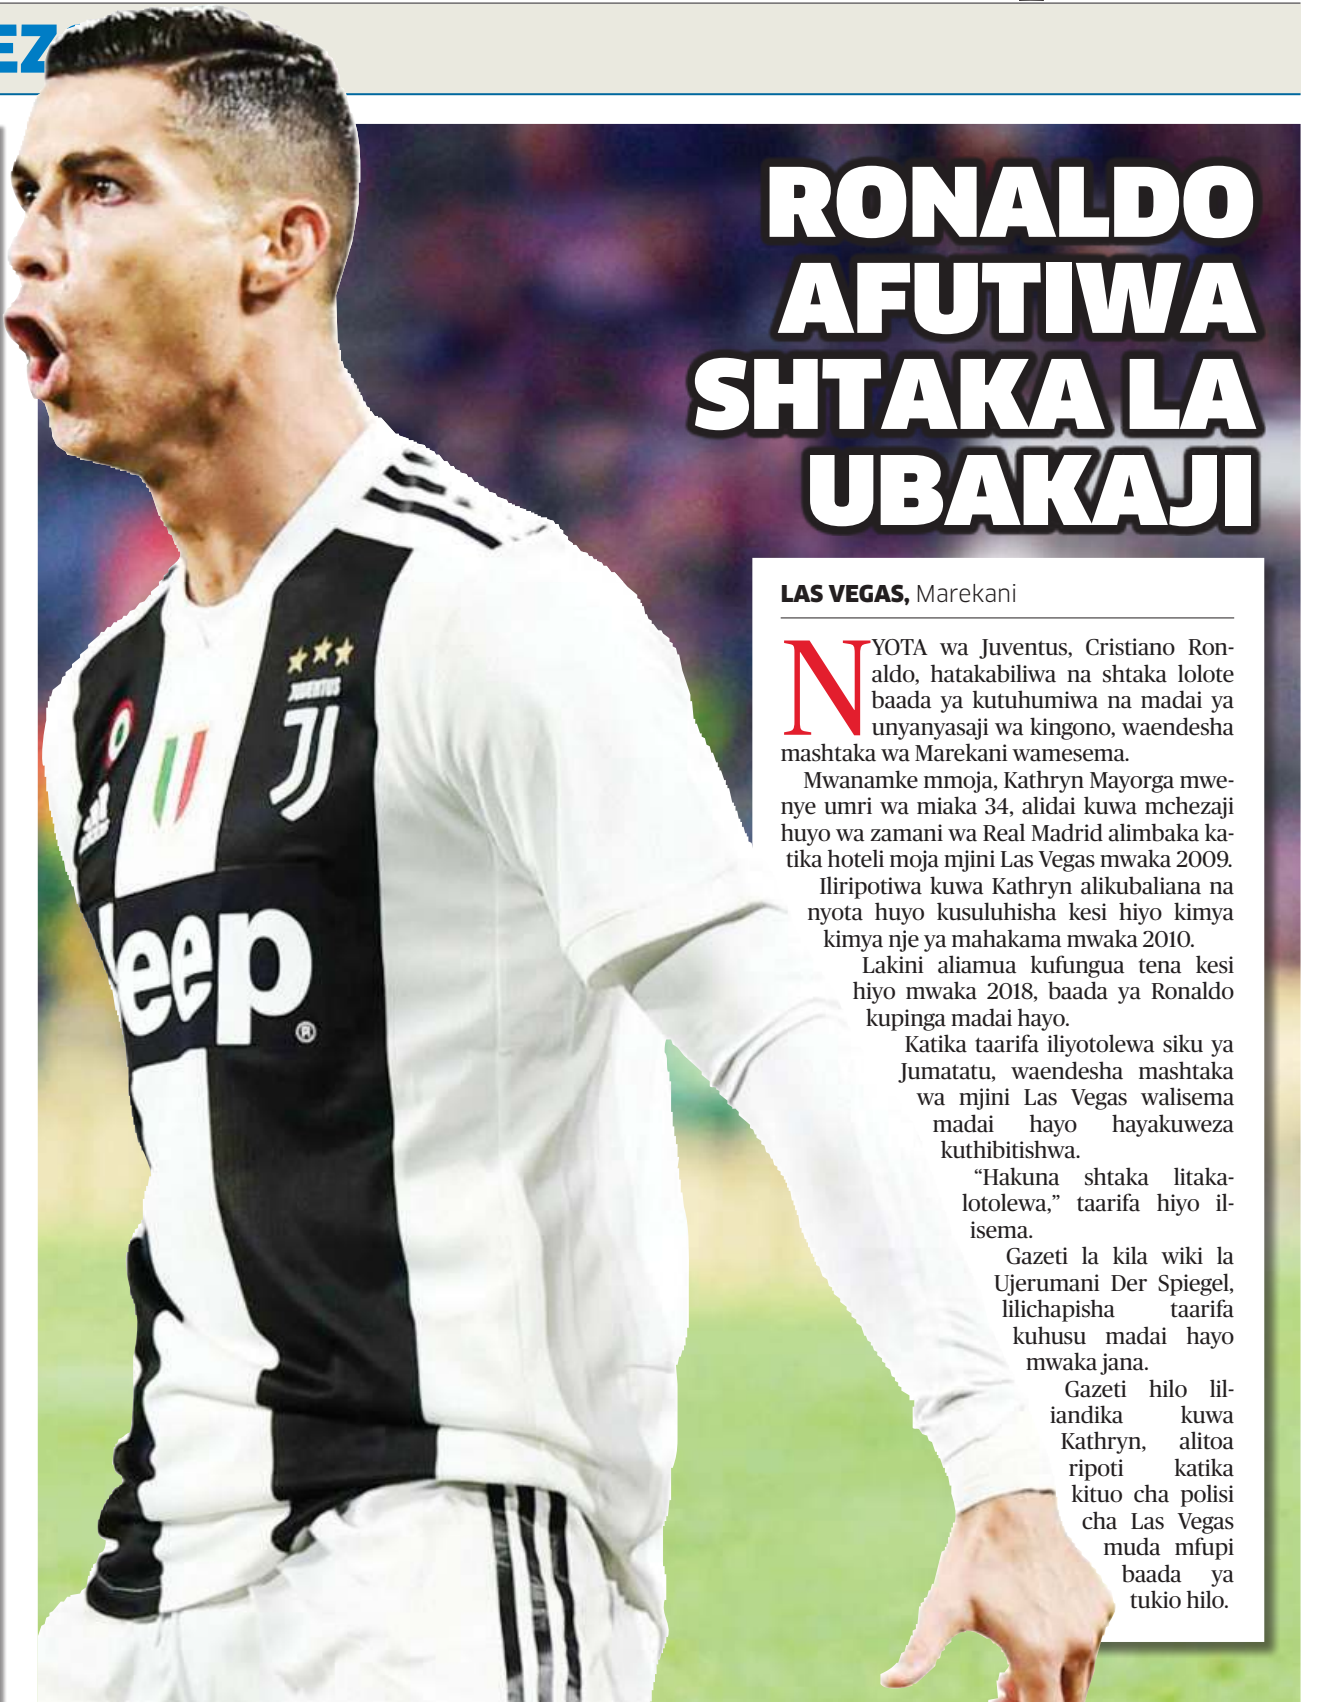 EZ
RONALDO
AFUTIWA
SHTAKA LA
UBAKAJI
LAS VEGAS, Marekani
NYOTA wa Juventus, Cristiano Ron-
aldo, hatakabiliwa na shtaka lolote
baada ya kutuhumiwa na madai ya
unyanyasaji wa kingono, waendesha
mashtaka wa Marekani wamesema.
Mwanamke mmoja, Kathryn Mayorga mwe-
nye umri wa miaka 34, alidai kuwa mchezaji
huyo wa zamani wa Real Madrid alimbaka ka-
tika hoteli moja mjini Las Vegas mwaka 2009.
Iliripotiwa kuwa Kathryn alikubaliana na
nyota huyo kusuluhisha kesi hiyo kimya
kimya nje ya mahakama mwaka 2010.
Lakini aliamua kufungua tena kesi
hiyo mwaka 2018, baada ya Ronaldo
kupinga madai hayo.
Katika taarifa iliyotolewa siku ya
Jumatatu, waendesha mashtaka
wa mjini Las Vegas walisema
madai hayo hayakuweza
kuthibitishwa.
“Hakuna shtaka litaka-
lotolewa,” taarifa hiyo il-
isema.
Gazeti la kila wiki la
Ujerumani Der Spiegel,
lilichapisha taarifa
kuhusu madai hayo
mwaka jana.
Gazeti hilo lil-
iandika kuwa
Kathryn, alitoa
ripoti katika
kituo cha polisi
cha Las Vegas
muda mfupi
baada ya
tukio hilo.
JUVENTUS
Jeep®